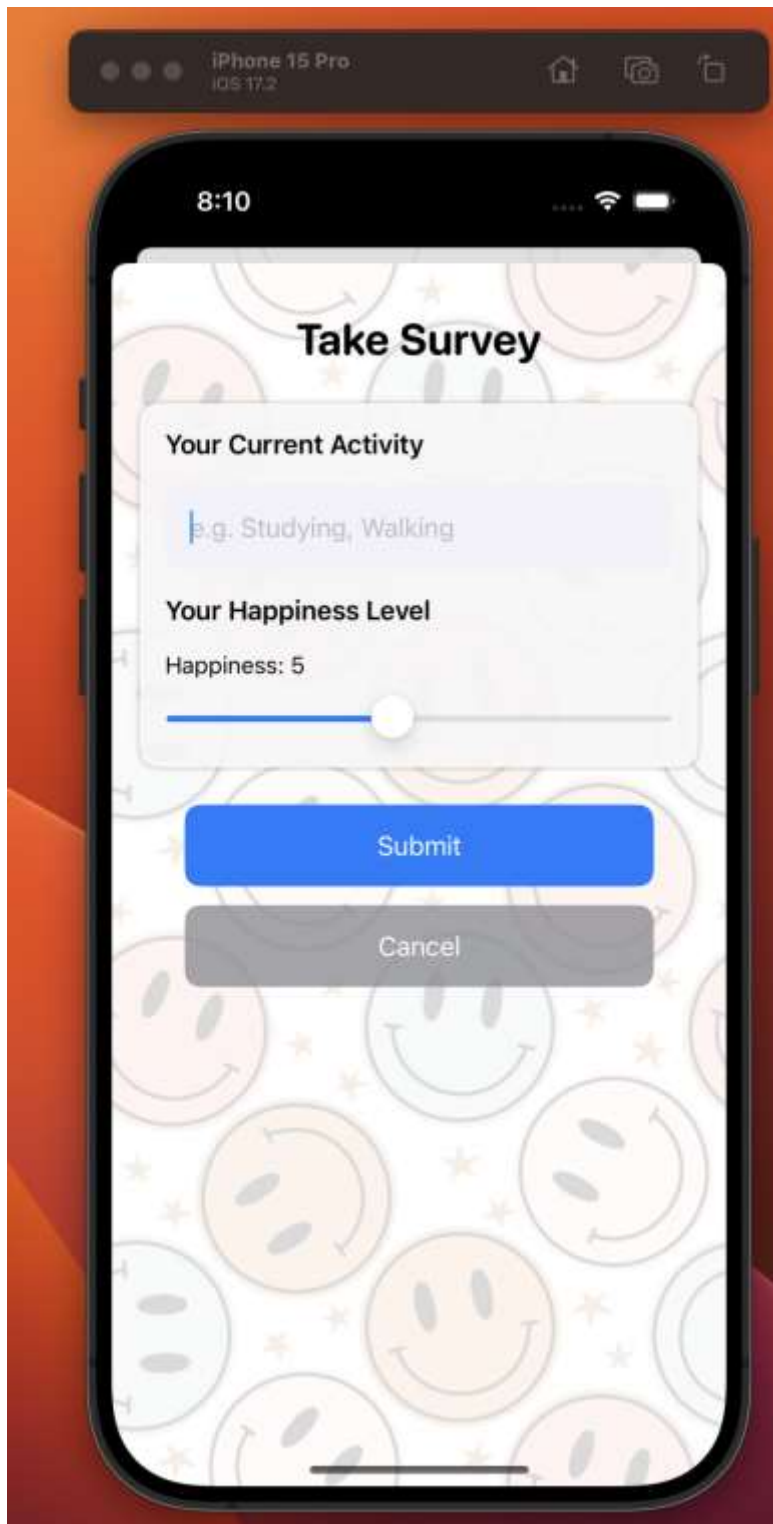 iPhone 15 Pro
iOS 17.2
8:10
Take Survey
Your Current Activity
e.g. Studying, Walking
Your Happiness Level
Happiness: 5
Submit
Cancel